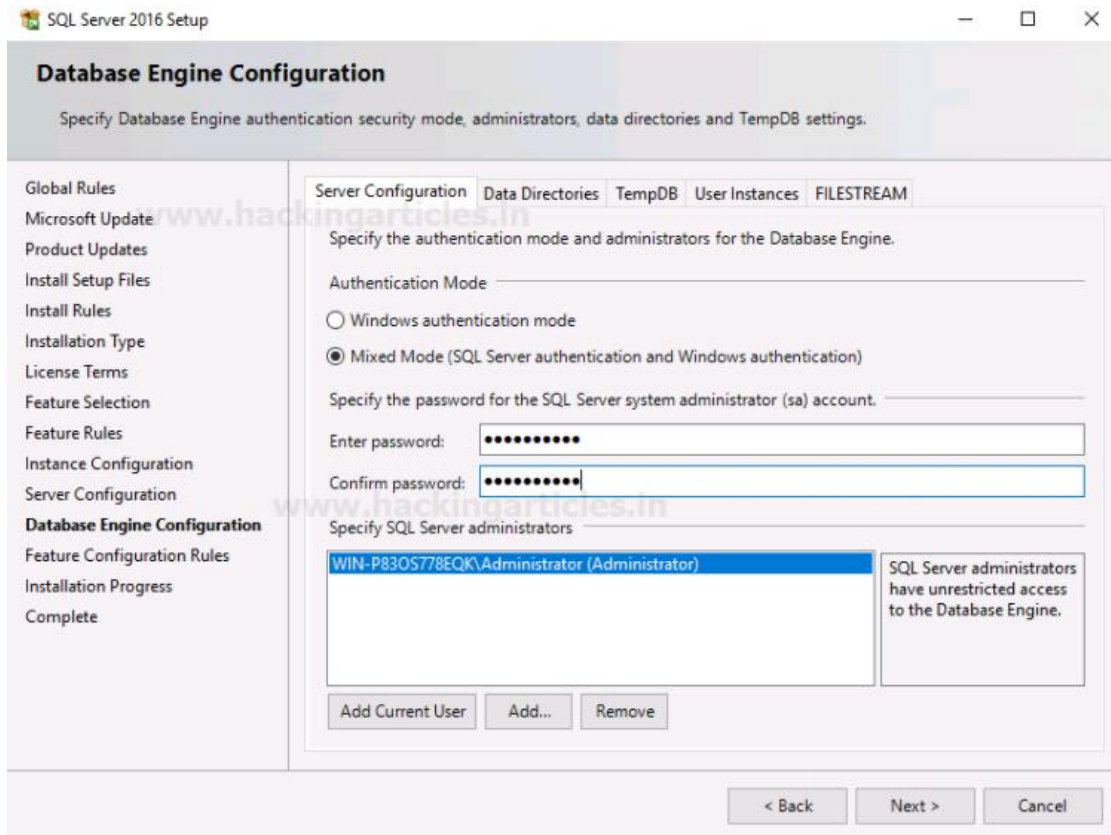 SQL Server 2016 Setup
Database Engine Configuration
Specify Database Engine authentication security mode, administrators, data directories and TempDB settings.
Global Rules
Microsoft Update
Product Updates
Install Setup Files
Install Rules
Installation Type
License Terms
Feature Selection
Feature Rules
Instance Configuration
Server Configuration
Database Engine Configuration
Feature Configuration Rules
Installation Progress
Complete
Server Configuration Data Directories TempDB User Instances FILESTREAM
www.hackingarticles.in
Specify the authentication mode and administrators for the Database Engine.
Authentication Mode
Windows authentication mode
Mixed Mode (SQL Server authentication and Windows authentication)
Specify the password for the SQL Server system administrator (sa) account.
Enter password: ●●●●●●●●●●
Confirm password: ●●●●●●●●●●
www.hackingarticles.in
Specify SQL Server administrators
WIN-P83OS778EQK\Administrator (Administrator)
SQL Server administrators
have unrestricted access
to the Database Engine.
Add Current User Add... Remove
< Back Next > Cancel